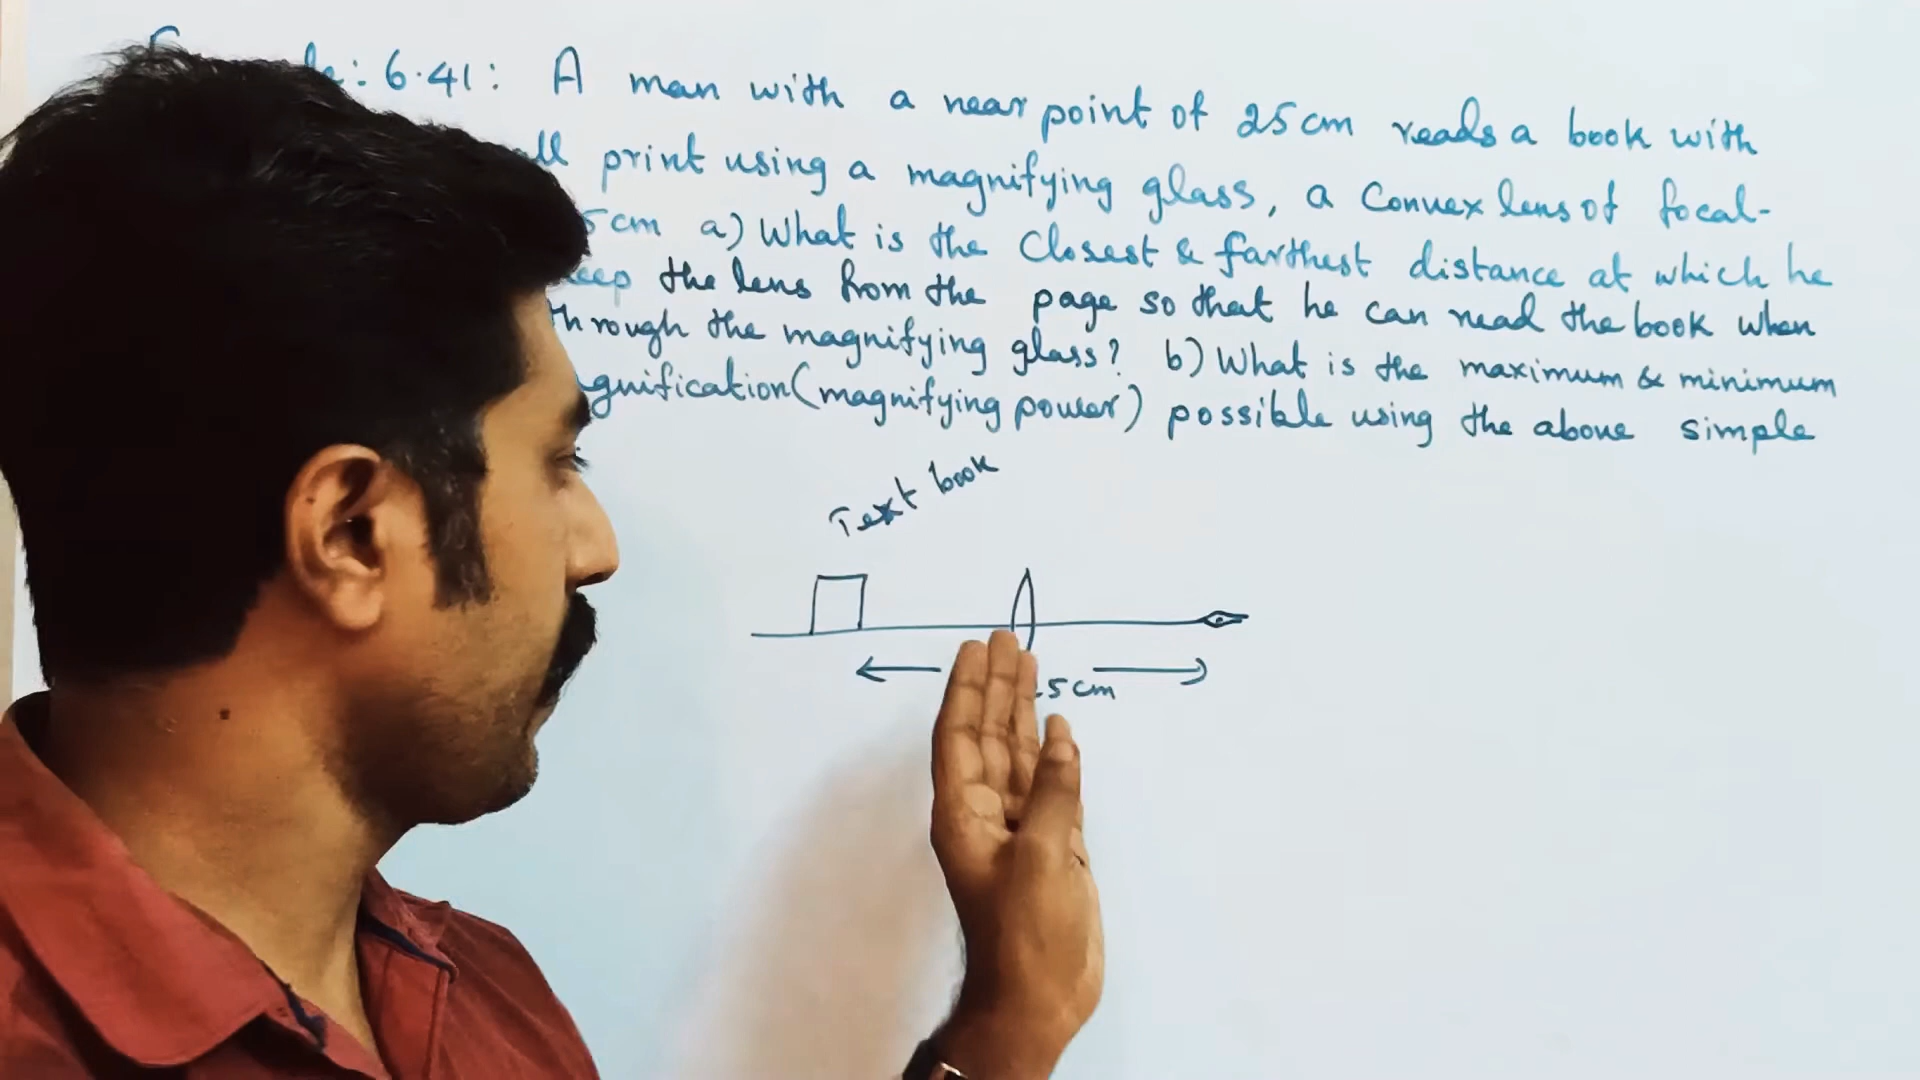 : 6.41: A man with a near point of 25cm reads a book with
print using a magnifying glass, a Convex lens of focal-
5cm a) What is the Closest & farthest distance at which he
the lens from the page so that he can read the book when
through the magnifying glass? b) What is the maximum & minimum
(magnifying power) possible using the above simple
Text book
5cm